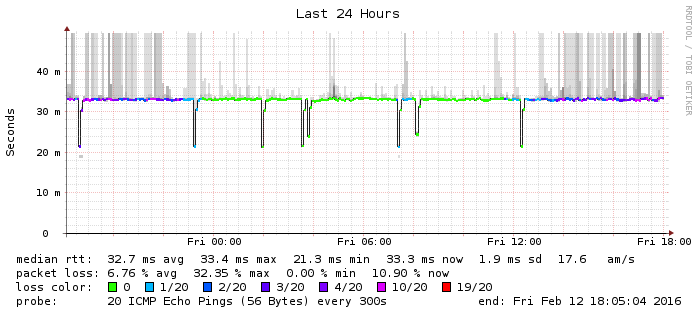 Last 24 Hours
RRDTOOL / TOBI OETIKER
Seconds
40 m
30 m
20 m
10 m
0
Fri 00:00 Fri 06:00 Fri 12:00 Fri 18:00
median rtt: 32.7 ms avg 33.4 ms max 21.3 ms min 33.3 ms now 1.9 ms sd 17.6 am/s
packet loss: 6.76 % avg 32.35 % max 0.00 % min 10.90 % now
loss color: 0 1/20 2/20 3/20 4/20 10/20 19/20
probe: 20 ICMP Echo Pings (56 Bytes) every 300s end: Fri Feb 12 18:05:04 2016